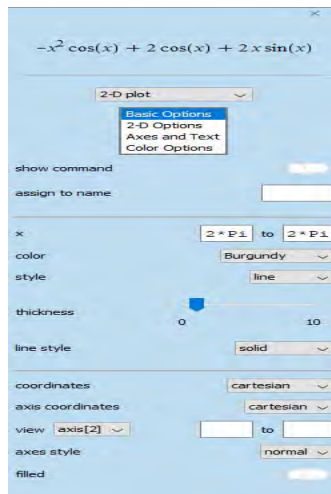 −x² cos(x) + 2 cos(x) + 2 x sin(x)
2-D plot
Basic Options
2-D Options
Axes and Text
Color Options
show command
assign to name
x 2*Pi to 2*Pi
color Burgundy
style line
thickness
0 10
line style solid
coordinates cartesian
axis coordinates cartesian
view axis[2] to
axes style normal
filled